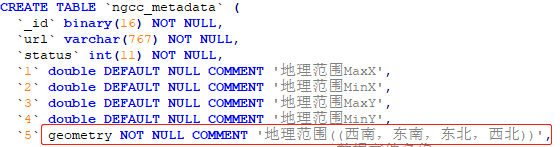 CREATE TABLE `ngcc_metadata` (
`_id` binary(16) NOT NULL,
`url` varchar(767) NOT NULL,
`status` int(11) NOT NULL,
`1` double DEFAULT NULL COMMENT '地理范围MaxX',
`2` double DEFAULT NULL COMMENT '地理范围MinX',
`3` double DEFAULT NULL COMMENT '地理范围MaxY',
`4` double DEFAULT NULL COMMENT '地理范围MinY',
`5` geometry NOT NULL COMMENT '地理范围((西南, 东南, 东北, 西北))',